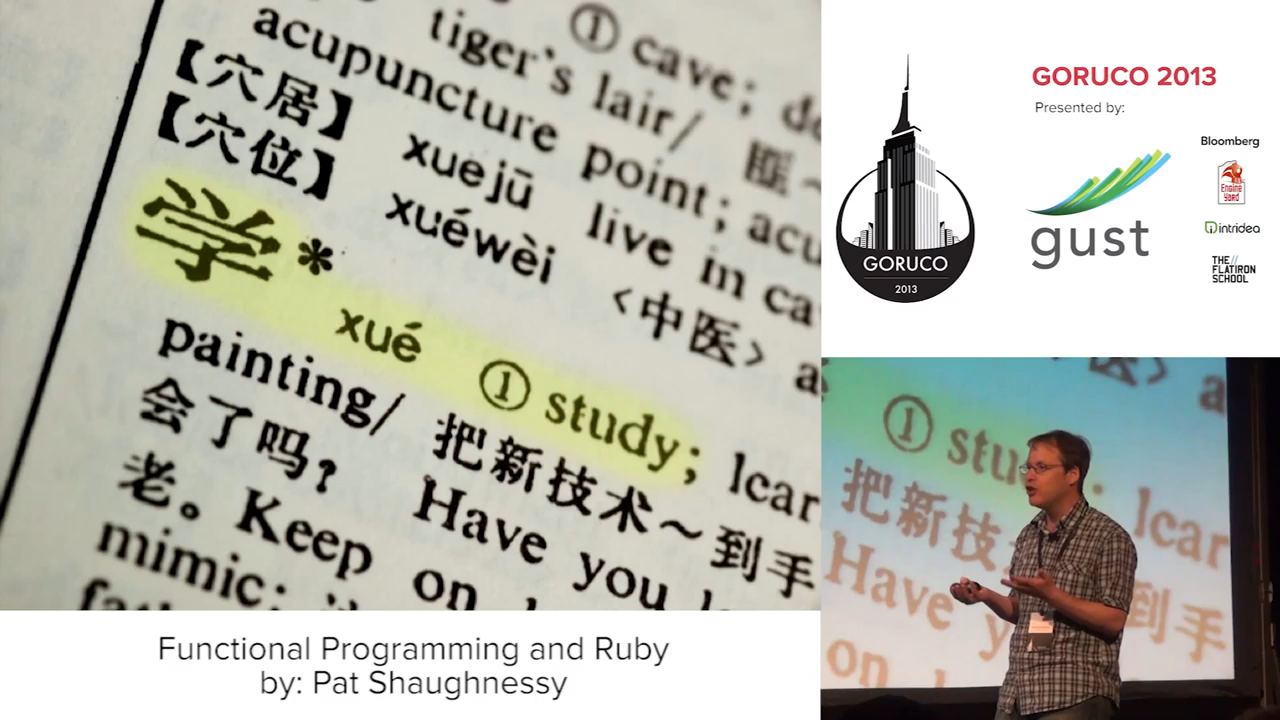 ① cave; 
tiger's lair/ 匪~
acupuncture point; acu
【穴居】 xuejū live in ca
【穴位】 xuéwèi <中医> a
学* xué ① study; lear
painting/ 把新技术~到手
会了吗? Have you
老。Keep on
mimic;
Functional Programming and Ruby
by: Pat Shaughnessy
GORUCO 2013
Presented by:
GORUCO
2013
gust
Bloomberg
Engine
Yard
intridea
THE//
FLATIRON
SCHOOL
医> a
① stu ; lear
把新技 到手
Have y
on